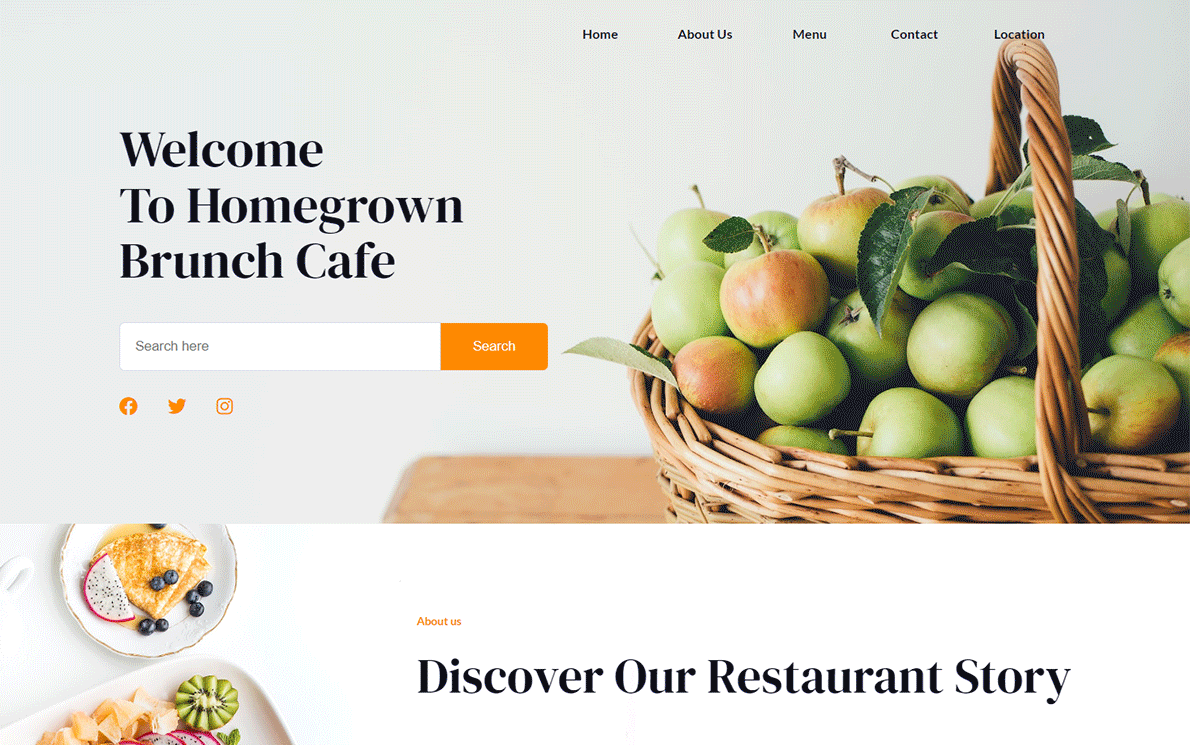 Home About Us Menu Contact Location
Welcome
To Homegrown
Brunch Cafe
Search here Search
About us
Discover Our Restaurant Story